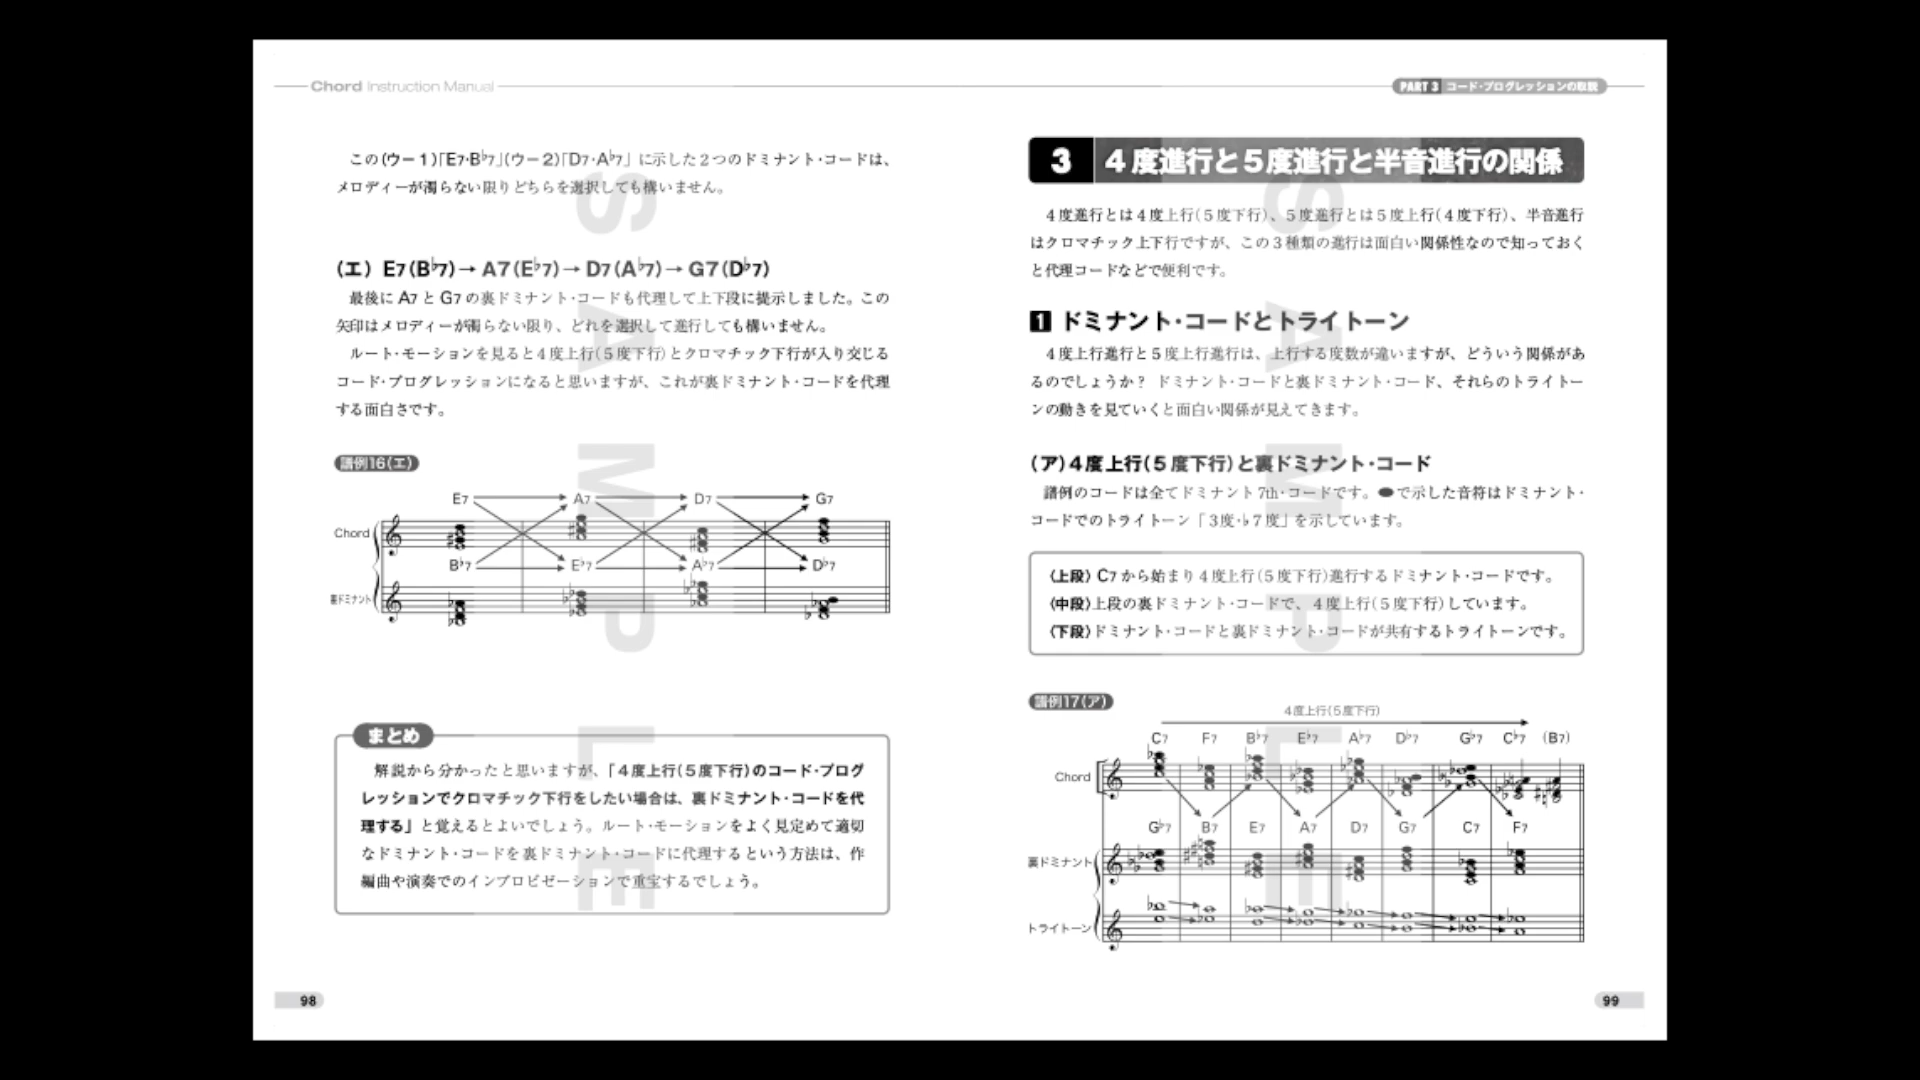 Chord Instruction Manual
この(ウー1)「E7・B♭7」(ウー2)「D7・A♭7」に示した2つのドミナント・コードは、
メロディーが濁らない限りどちらを選択しても構いません。
(エ) E7(B♭7)→ A7(E♭7)→ D7(A♭7)→ G7(D♭7)
最後に A7 と G7 の裏ドミナント・コードも代理して上下段に提示しました。この
矢印はメロディーが濁らない限り、どれを選択して進行しても構いません。
ルート・モーションを見ると4度上行(5度下行)とクロマチック下行が入り交じる
コード・プログレッションになると思いますが、これが裏ドミナント・コードを代理
する面白さです。
譜例16(エ)
E7 A7 D7 G7
Chord
B♭7 E♭7 A♭7 D♭7
裏ドミナント
まとめ
解説から分かったと思いますが、「4度上行(5度下行)のコード・プログ
レッションでクロマチック下行をしたい場合は、裏ドミナント・コードを代
理する」と覚えるとよいでしょう。ルート・モーションをよく見定めて適切
なドミナント・コードを裏ドミナント・コードに代理するという方法は、作
編曲や演奏でのインプロビゼーションで重宝するでしょう。
98
SAMPLE
PART 3 コード・プログレッションの取説
3 4度進行と5度進行と半音進行の関係
4度進行とは4度上行(5度下行)、5度進行とは5度上行(4度下行)、半音進行
はクロマチック上下行ですが、この3種類の進行は面白い関係性なので知っておく
と代理コードなどで便利です。
1 ドミナント・コードとトライトーン
4度上行進行と5度上行進行は、上行する度数が違いますが、どういう関係があ
るのでしょうか? ドミナント・コードと裏ドミナント・コード、それらのトライトー
ンの動きを見ていくと面白い関係が見えてきます。
(ア)4度上行(5度下行)と裏ドミナント・コード
譜例のコードは全てドミナント7th・コードです。●で示した音符はドミナント・
コードでのトライトーン「3度・♭7度」を示しています。
〈上段〉C7から始まり4度上行(5度下行)進行するドミナント・コードです。
〈中段〉上段の裏ドミナント・コードで、4度上行(5度下行)しています。
〈下段〉ドミナント・コードと裏ドミナント・コードが共有するトライトーンです。
譜例17(ア)
4度上行(5度下行)
C7 F7 B♭7 E♭7 A♭7 D♭7 G♭7 C♭7 (B7)
Chord
G♭7 B7 E7 A7 D7 G7 C7 F7
裏ドミナント
トライトーン
99
SAMPLE